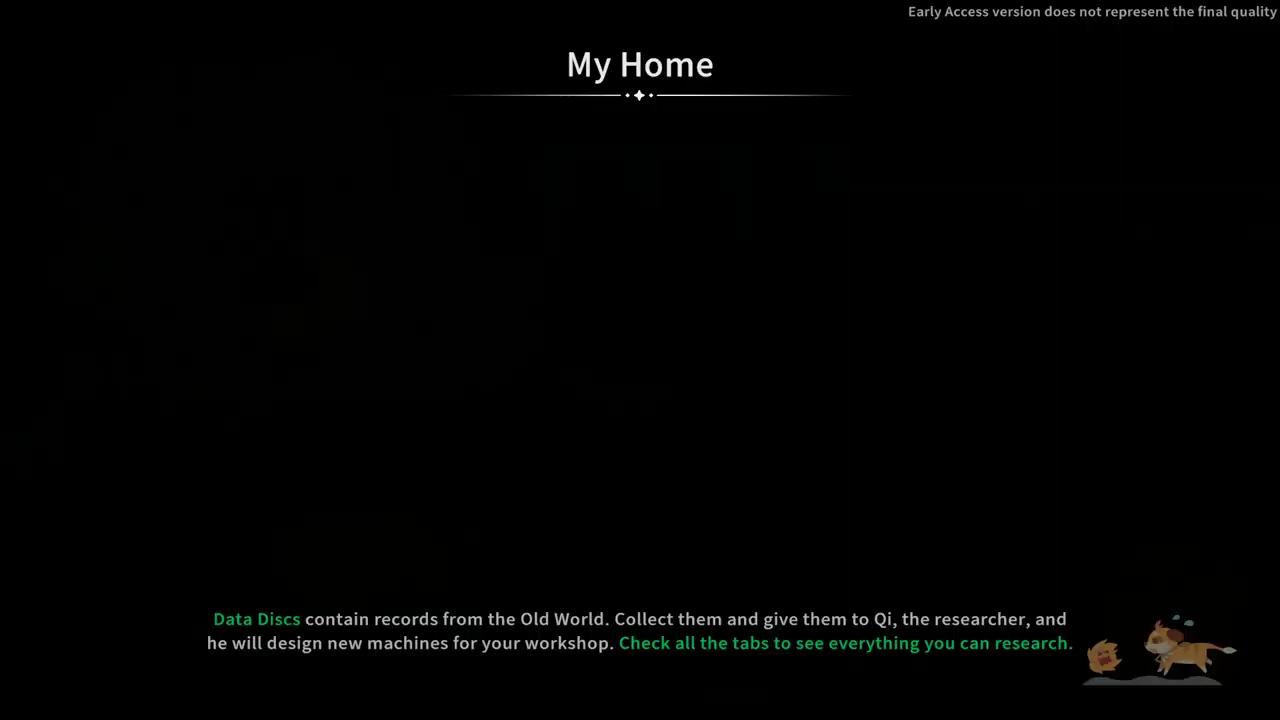 Early Access version does not represent the final quality
My Home
Data Discs contain records from the Old World. Collect them and give them to Qi, the researcher, and
he will design new machines for your workshop. Check all the tabs to see everything you can research.